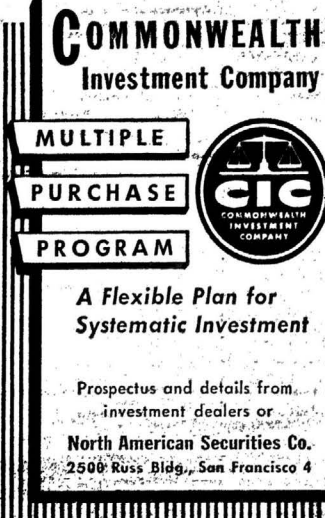 COMMONWEALTH
Investment Company
MULTIPLE
PURCHASE
PROGRAM
CIC
COMMONWEALTH
INVESTMENT
COMPANY
A Flexible Plan for
Systematic Investment
Prospectus and details from
investment dealers or
North American Securities Co.
2500 Russ Bldg., San Francisco 4